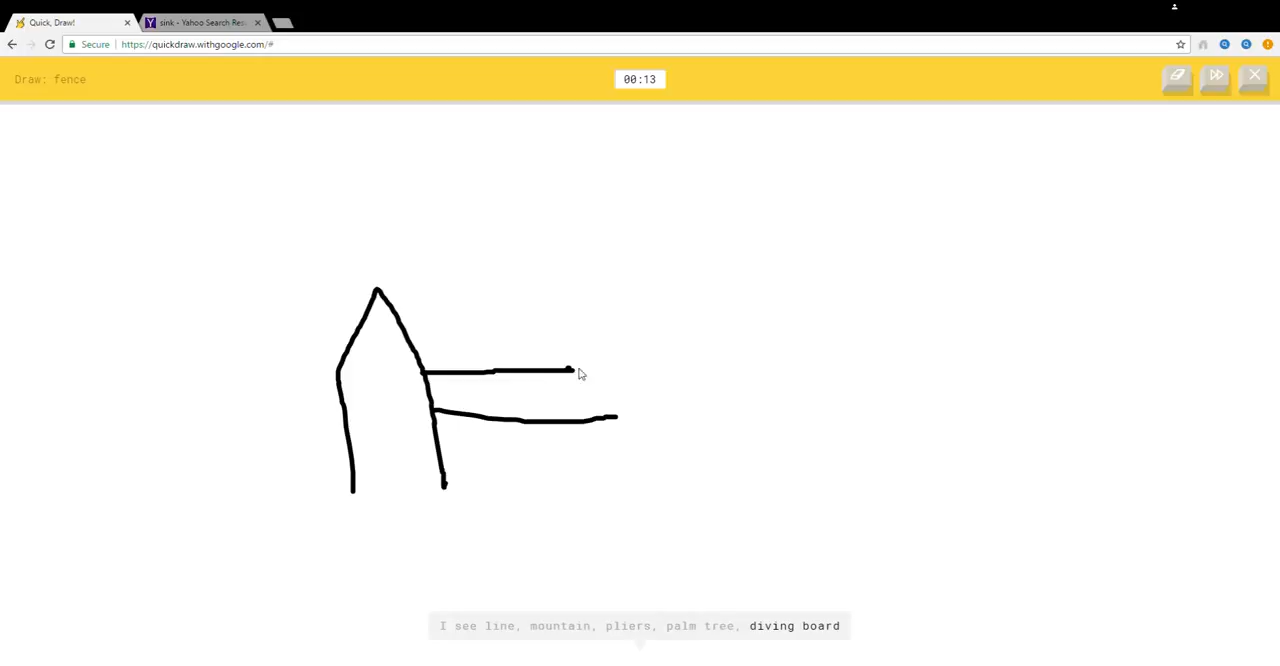 Quick, Draw!
sink - Yahoo Search Res
Secure
https://quickdraw.withgoogle.com/#
Draw: fence
00:13
I see line, mountain, pliers, palm tree, diving board